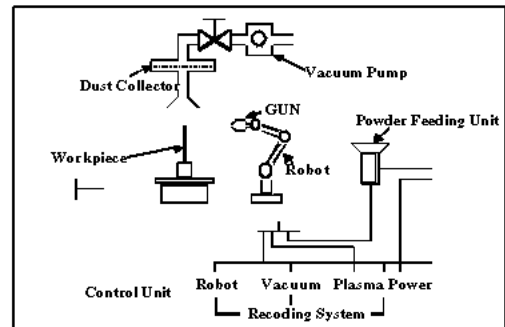 Dust Collector
Vacuum Pump
GUN
Powder Feeding Unit
Workpiece
Robot
Robot Vacuum Plasma Power
Control Unit
Recoding System